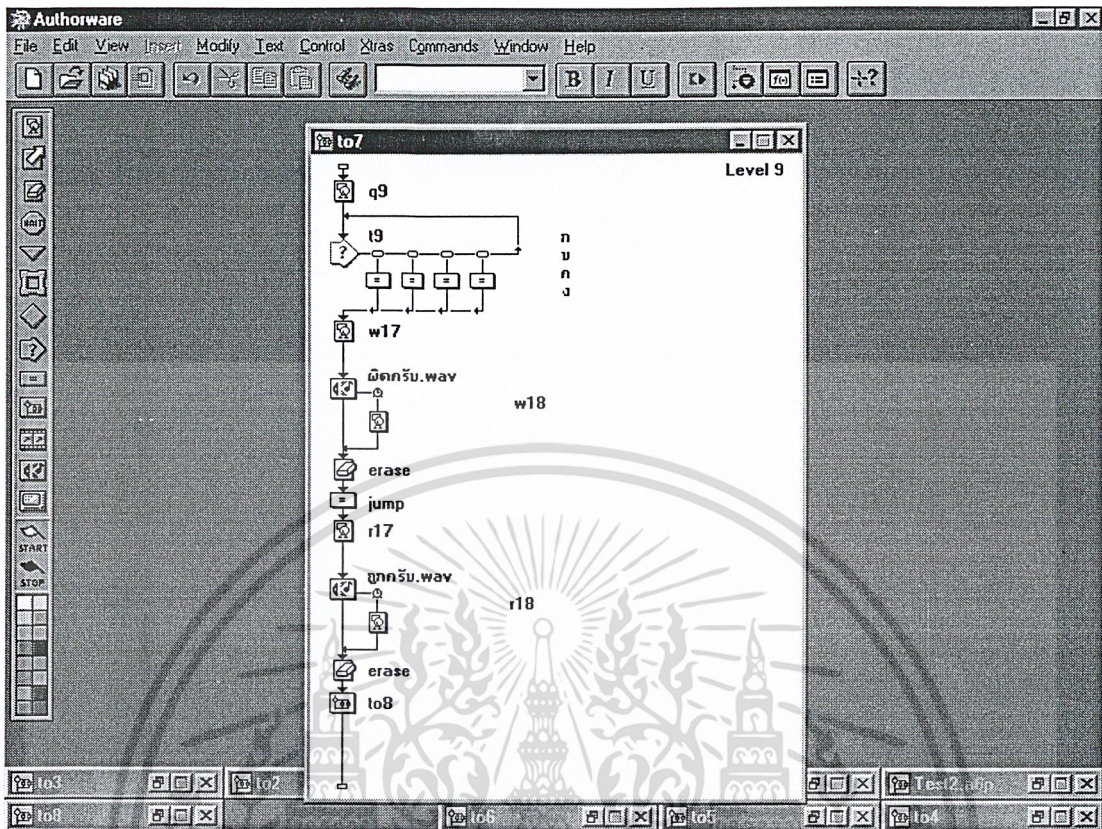 Authorware
File Edit View Insert Modify Text Control Xtras Commands Window Help
B I U
to7
Level 9
q9
t9
ก
ข
ค
ง
w17
ผิดครับ.wav
w18
erase
jump
r17
ถูกครับ.wav
r18
erase
to8
WAIT
START
STOP
to3 to2 Test2.a6p
to8 to6 to5 to4